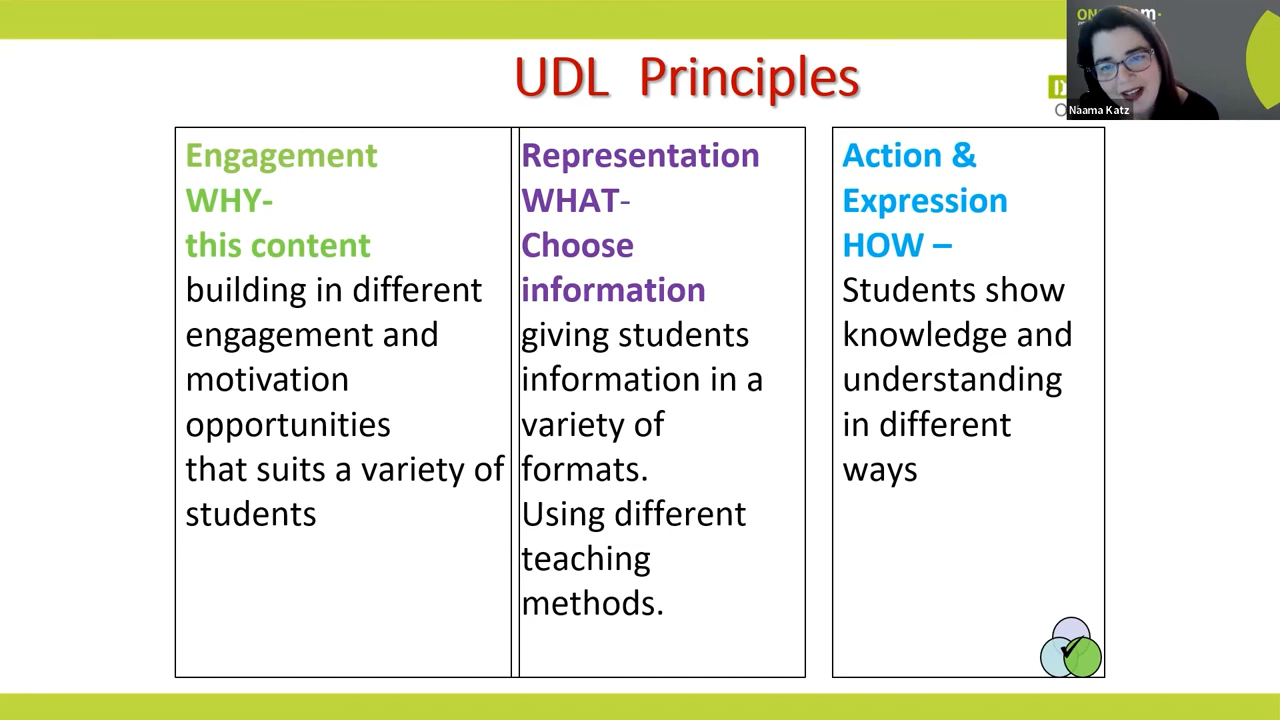 UDL Principles
Naama Katz
Engagement
WHY-
this content
building in different
engagement and
motivation
opportunities
that suits a variety of
students
Representation
WHAT-
Choose
information
giving students
information in a
variety of
formats.
Using different
teaching
methods.
Action &
Expression
HOW –
Students show
knowledge and
understanding
in different
ways